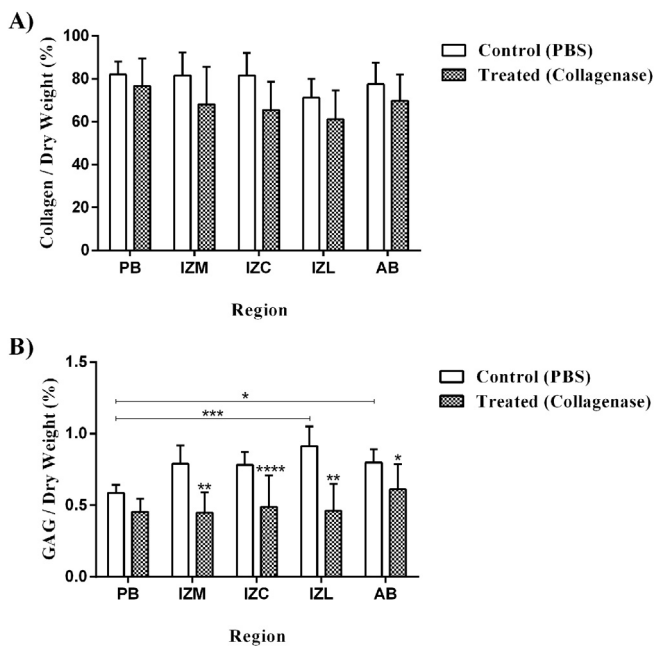 A)
Collagen / Dry Weight (%)
100
80
60
40
20
0
PB IZM IZC IZL AB
Region
Control (PBS)
Treated (Collagenase)
B)
GAG / Dry Weight (%)
1.5
1.0
0.5
0.0
*
***
** **** ** *
PB IZM IZC IZL AB
Region
Control (PBS)
Treated (Collagenase)